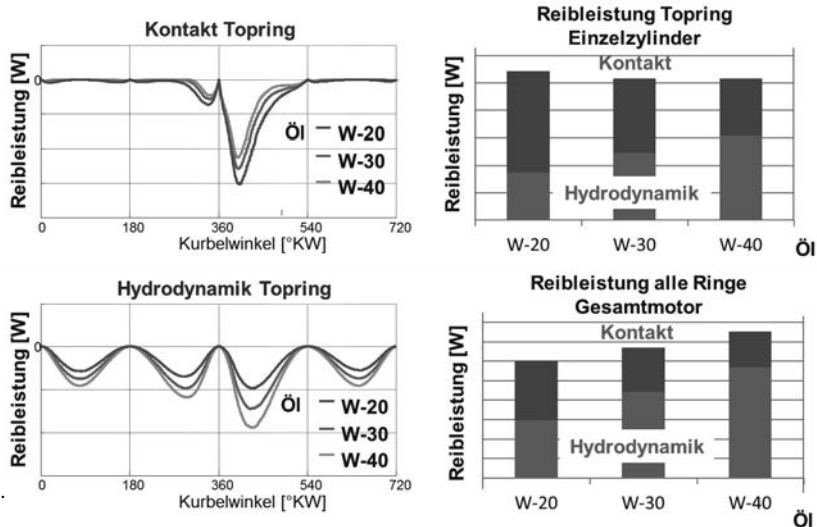 Kontakt Topring
Reibleistung [W]
0
Öl
W-20
W-30
W-40
0 180 360 540 720
Kurbelwinkel [°KW]
Reibleistung Topring
Einzelzylinder
Reibleistung [W]
Kontakt
Hydrodynamik
W-20 W-30 W-40 Öl
Hydrodynamik Topring
Reibleistung [W]
0
Öl
W-20
W-30
W-40
0 180 360 540 720
Kurbelwinkel [°KW]
.
Reibleistung alle Ringe
Gesamtmotor
Reibleistung [W]
Kontakt
Hydrodynamik
W-20 W-30 W-40
Öl